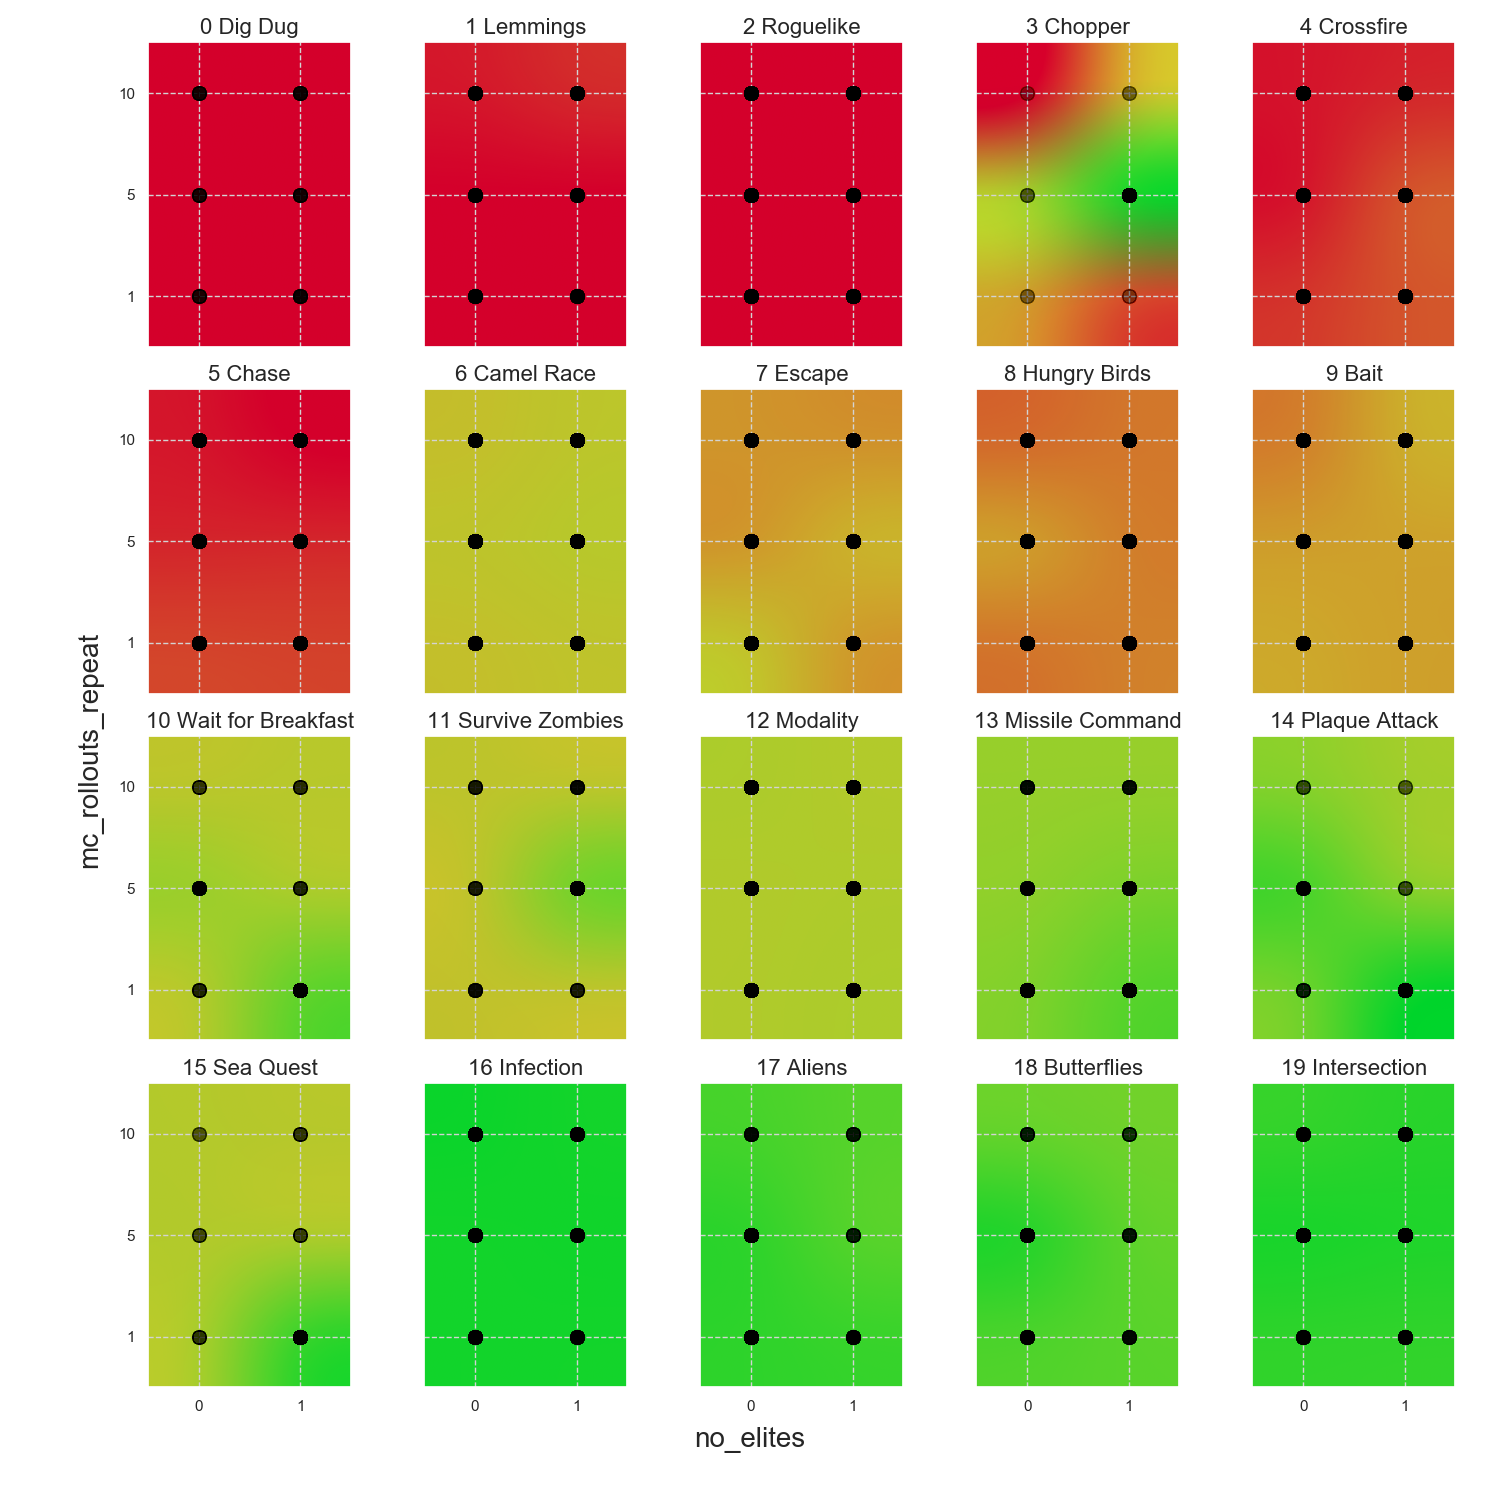 0 Dig Dug
1 Lemmings
2 Roguelike
3 Chopper
4 Crossfire
10
5
1
5 Chase
6 Camel Race
7 Escape
8 Hungry Birds
9 Bait
10
5
1
mc_rollouts_repeat
10 Wait for Breakfast
11 Survive Zombies
12 Modality
13 Missile Command
14 Plaque Attack
10
5
1
15 Sea Quest
16 Infection
17 Aliens
18 Butterflies
19 Intersection
10
5
1
0 1
0 1
0 1
0 1
0 1
no_elites